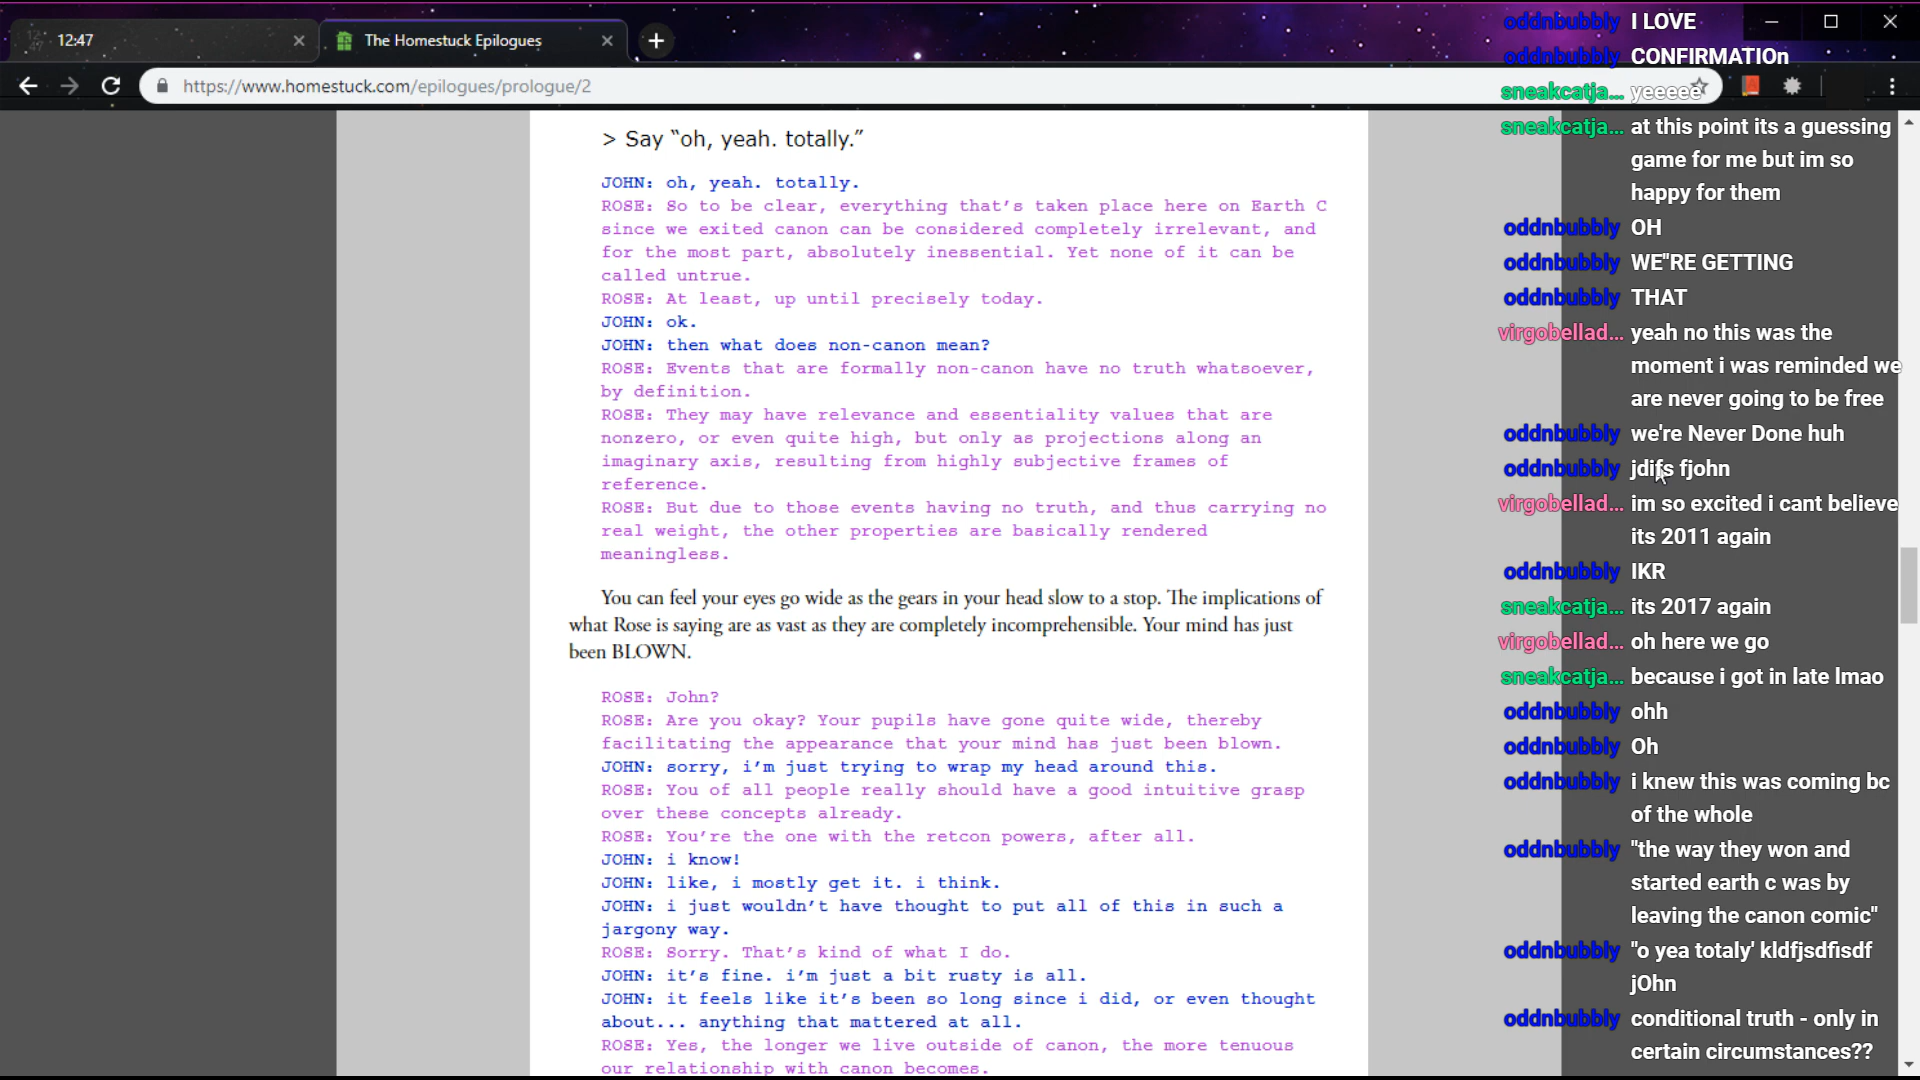 12:47
The Homestuck Epilogues
https://www.homestuck.com/epilogues/prologue/2
> Say “oh, yeah. totally.”
JOHN: oh, yeah. totally.
ROSE: So to be clear, everything that’s taken place here on Earth C
since we exited canon can be considered completely irrelevant, and
for the most part, absolutely inessential. Yet none of it can be
called untrue.
ROSE: At least, up until precisely today.
JOHN: ok.
JOHN: then what does non-canon mean?
ROSE: Events that are formally non-canon have no truth whatsoever,
by definition.
ROSE: They may have relevance and essentiality values that are
nonzero, or even quite high, but only as projections along an
imaginary axis, resulting from highly subjective frames of
reference.
ROSE: But due to those events having no truth, and thus carrying no
real weight, the other properties are basically rendered
meaningless.
You can feel your eyes go wide as the gears in your head slow to a stop. The implications of
what Rose is saying are as vast as they are completely incomprehensible. Your mind has just
been BLOWN.
ROSE: John?
ROSE: Are you okay? Your pupils have gone quite wide, thereby
facilitating the appearance that your mind has just been blown.
JOHN: sorry, i’m just trying to wrap my head around this.
ROSE: You of all people really should have a good intuitive grasp
over these concepts already.
ROSE: You’re the one with the retcon powers, after all.
JOHN: i know!
JOHN: like, i mostly get it. i think.
JOHN: i just wouldn’t have thought to put all of this in such a
jargony way.
ROSE: Sorry. That’s kind of what I do.
JOHN: it’s fine. i’m just a bit rusty is all.
JOHN: it feels like it’s been so long since i did, or even thought
about... anything that mattered at all.
ROSE: Yes, the longer we live outside of canon, the more tenuous
our relationship with canon becomes.
oddnbubbly I LOVE
oddnbubbly CONFIRMATIOn
sneakcatja... yeeeee
sneakcatja... at this point its a guessing
game for me but im so
happy for them
oddnbubbly OH
oddnbubbly WE"RE GETTING
oddnbubbly THAT
virgobellad... yeah no this was the
moment i was reminded we
are never going to be free
oddnbubbly we're Never Done huh
oddnbubbly jdifs fjohn
virgobellad... im so excited i cant believe
its 2011 again
oddnbubbly IKR
sneakcatja... its 2017 again
virgobellad... oh here we go
sneakcatja... because i got in late lmao
oddnbubbly ohh
oddnbubbly Oh
oddnbubbly i knew this was coming bc
of the whole
oddnbubbly "the way they won and
started earth c was by
leaving the canon comic"
oddnbubbly "o yea totaly' kldfjsdfisdf
jOhn
oddnbubbly conditional truth - only in
certain circumstances??